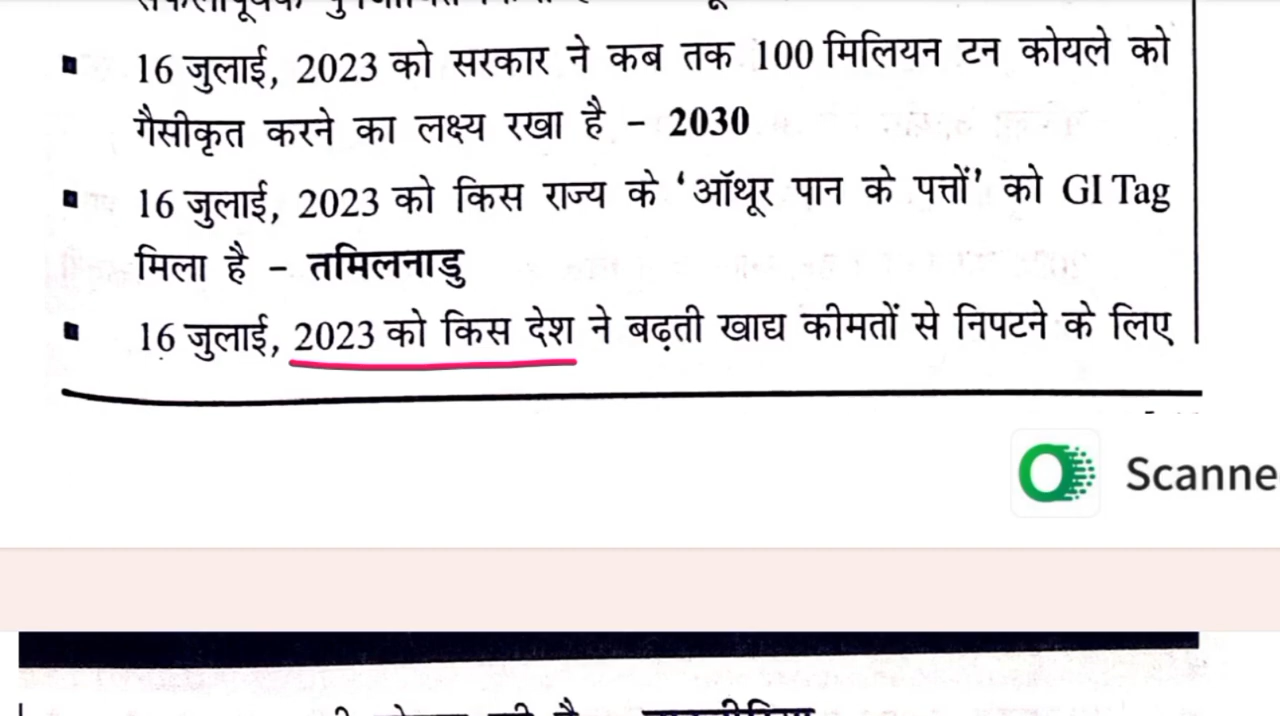 16 जुलाई, 2023 को सरकार ने कब तक 100 मिलियन टन कोयले को
गैसीकृत करने का लक्ष्य रखा है – 2030
16 जुलाई, 2023 को किस राज्य के ‘ऑथूर पान के पत्तों’ को GI Tag
मिला है – तमिलनाडु
16 जुलाई, 2023 को किस देश ने बढ़ती खाद्य कीमतों से निपटने के लिए
Scanne